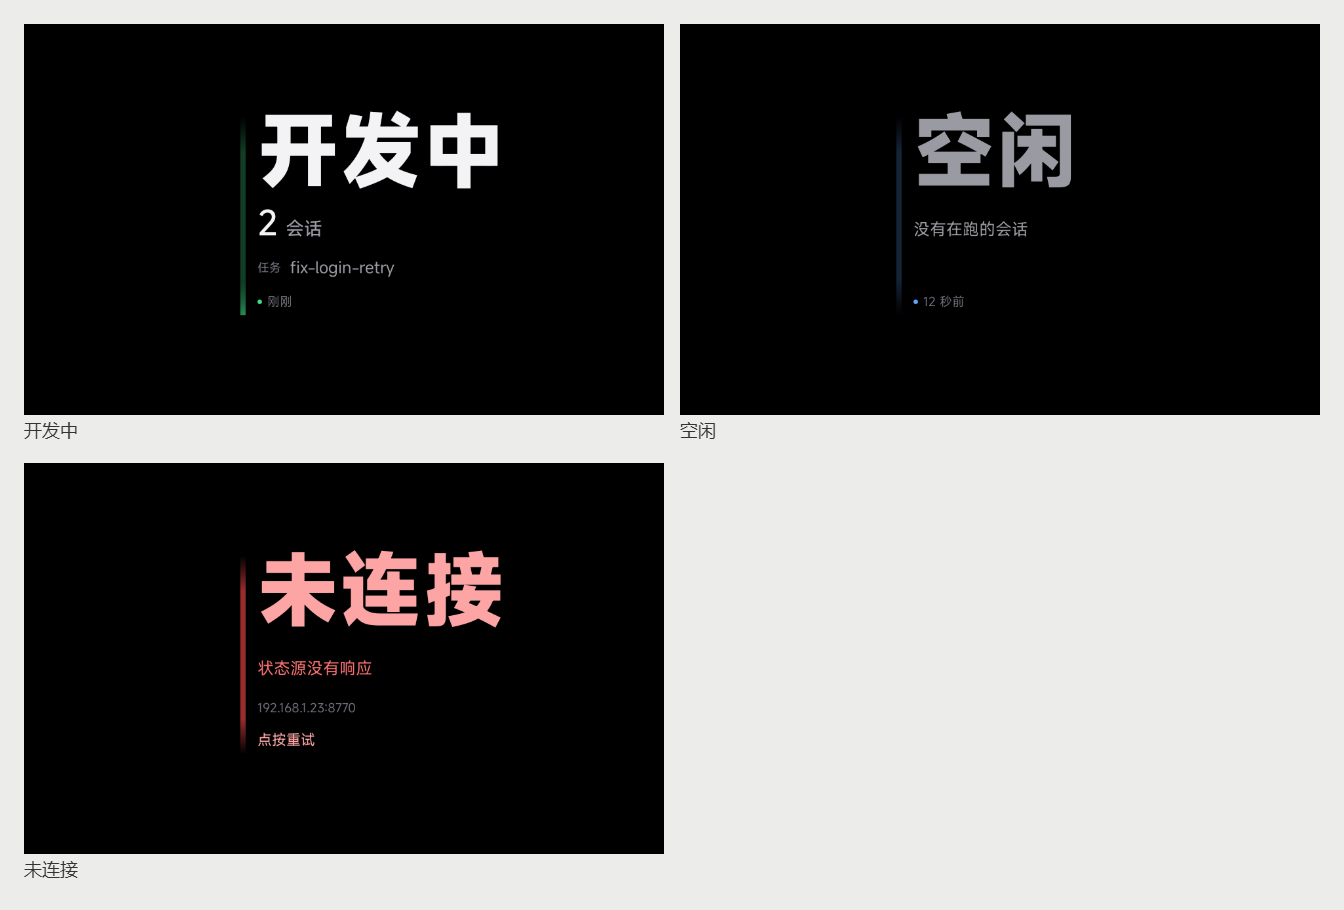 开发中
2 会话
任务 fix-login-retry
刚刚
开发中
空闲
没有在跑的会话
12 秒前
空闲
未连接
状态源没有响应
192.168.1.23:8770
点按重试
未连接